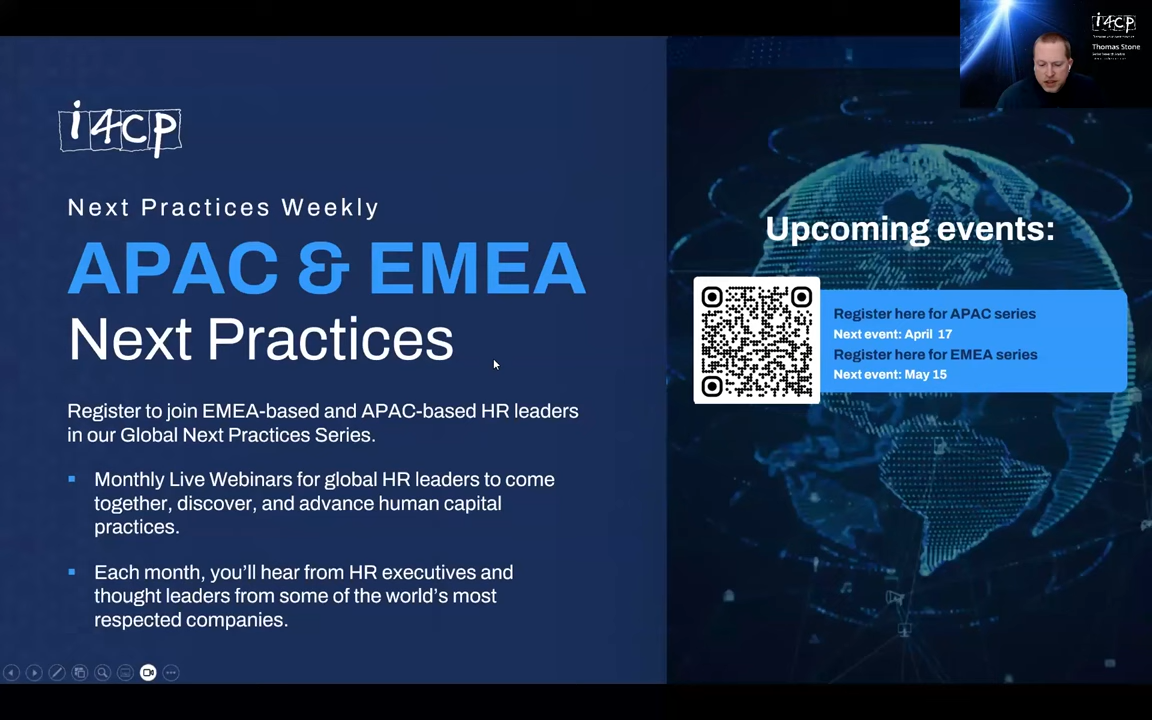 i4cp
Thomas Stone
i4cp
Next Practices Weekly
APAC & EMEA
Next Practices
Register to join EMEA-based and APAC-based HR leaders
in our Global Next Practices Series.
Monthly Live Webinars for global HR leaders to come
together, discover, and advance human capital
practices.
Each month, you’ll hear from HR executives and
thought leaders from some of the world’s most
respected companies.
Upcoming events:
Register here for APAC series
Next event: April 17
Register here for EMEA series
Next event: May 15